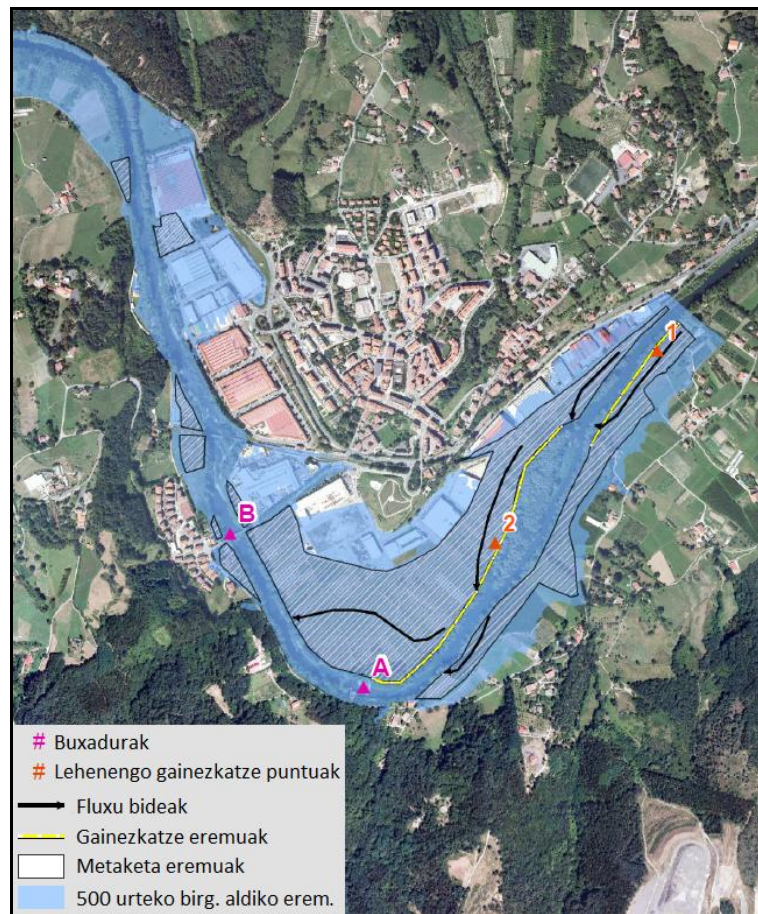 1
2
B
A
# Buxadurak
# Lehenengo gainezkatze puntuak
Fluxu bideak
Gainezkatze eremuak
Metaketa eremuak
500 urteko birg. aldiko erem.